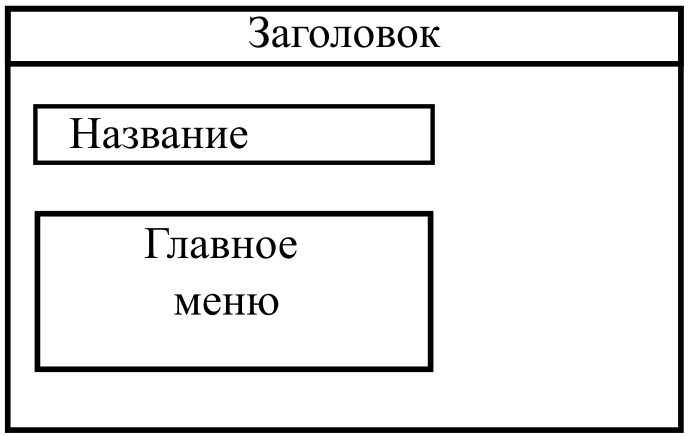 Заголовок
Название
Главное
меню